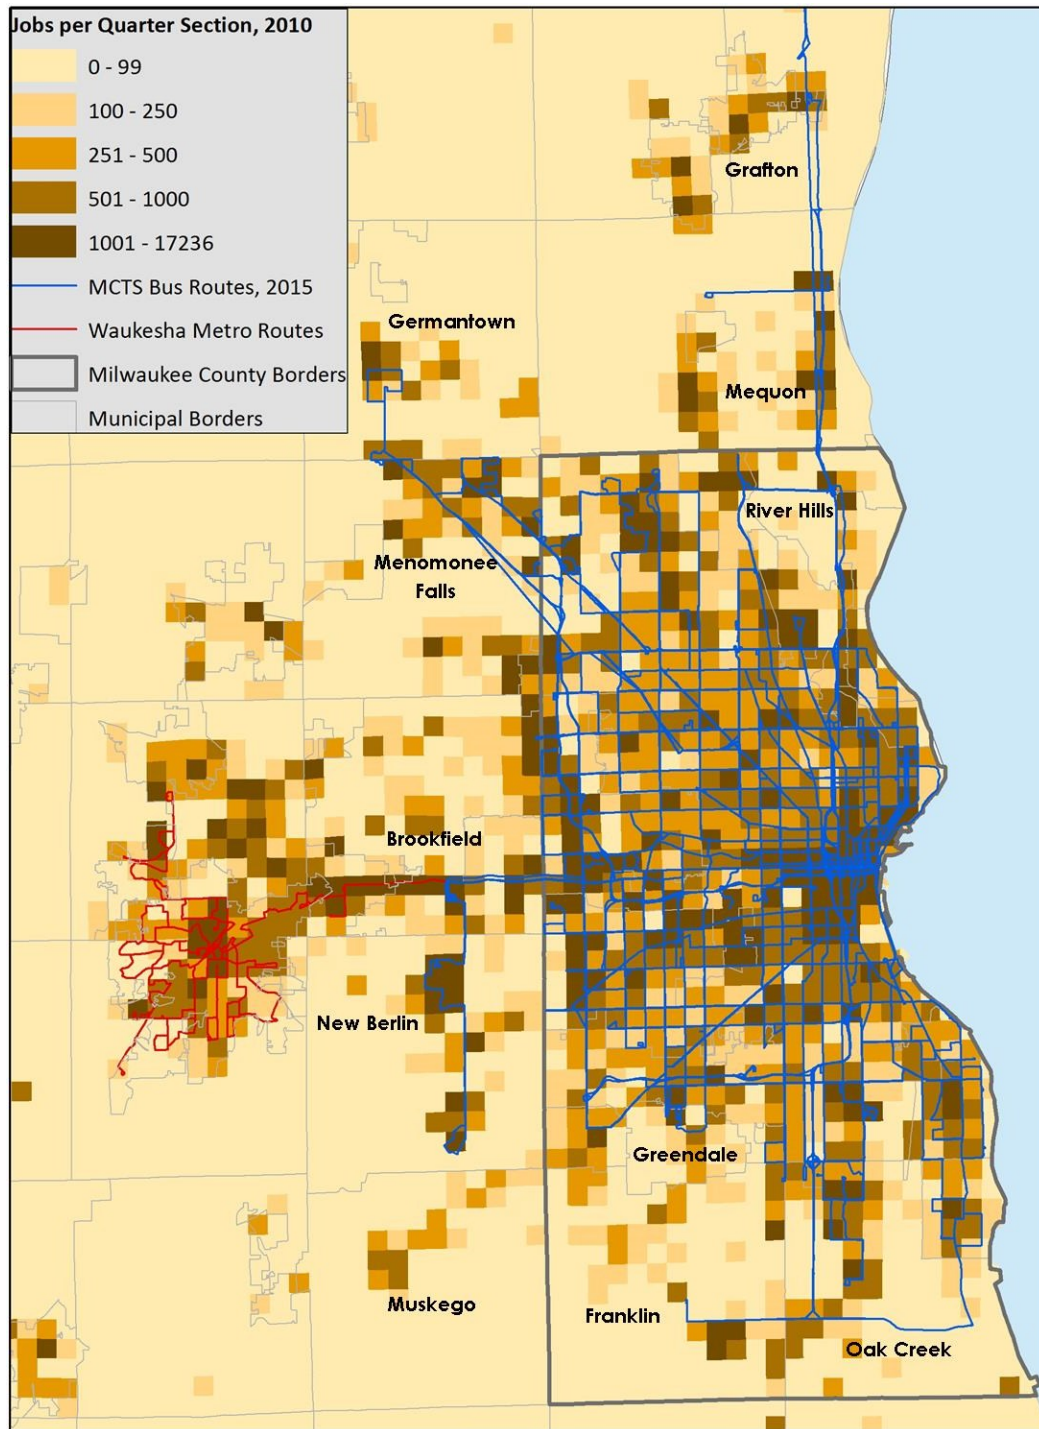 Jobs per Quarter Section, 2010
0 - 99
100 - 250
251 - 500
501 - 1000
1001 - 17236
MCTS Bus Routes, 2015
Waukesha Metro Routes
Milwaukee County Borders
Municipal Borders
Grafton
Germantown
Mequon
River Hills
Menomonee
Falls
Brookfield
New Berlin
Greendale
Muskego
Franklin
Oak Creek